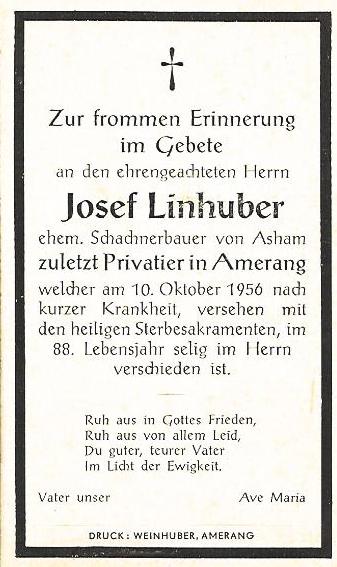 Zur frommen Erinnerung
im Gebete
an den ehrengeachteten Herrn
Josef Linhuber
ehem. Schachnerbauer von Asham
zuletzt Privatier in Amerang
welcher am 10. Oktober 1956 nach
kurzer Krankheit, versehen mit
den heiligen Sterbesakramenten, im
88. Lebensjahr selig im Herrn
verschieden ist.
Ruh aus in Gottes Frieden,
Ruh aus von allem Leid,
Du guter, teurer Vater
Im Licht der Ewigkeit.
Vater unser Ave Maria
DRUCK: WEINHUBER, AMERANG